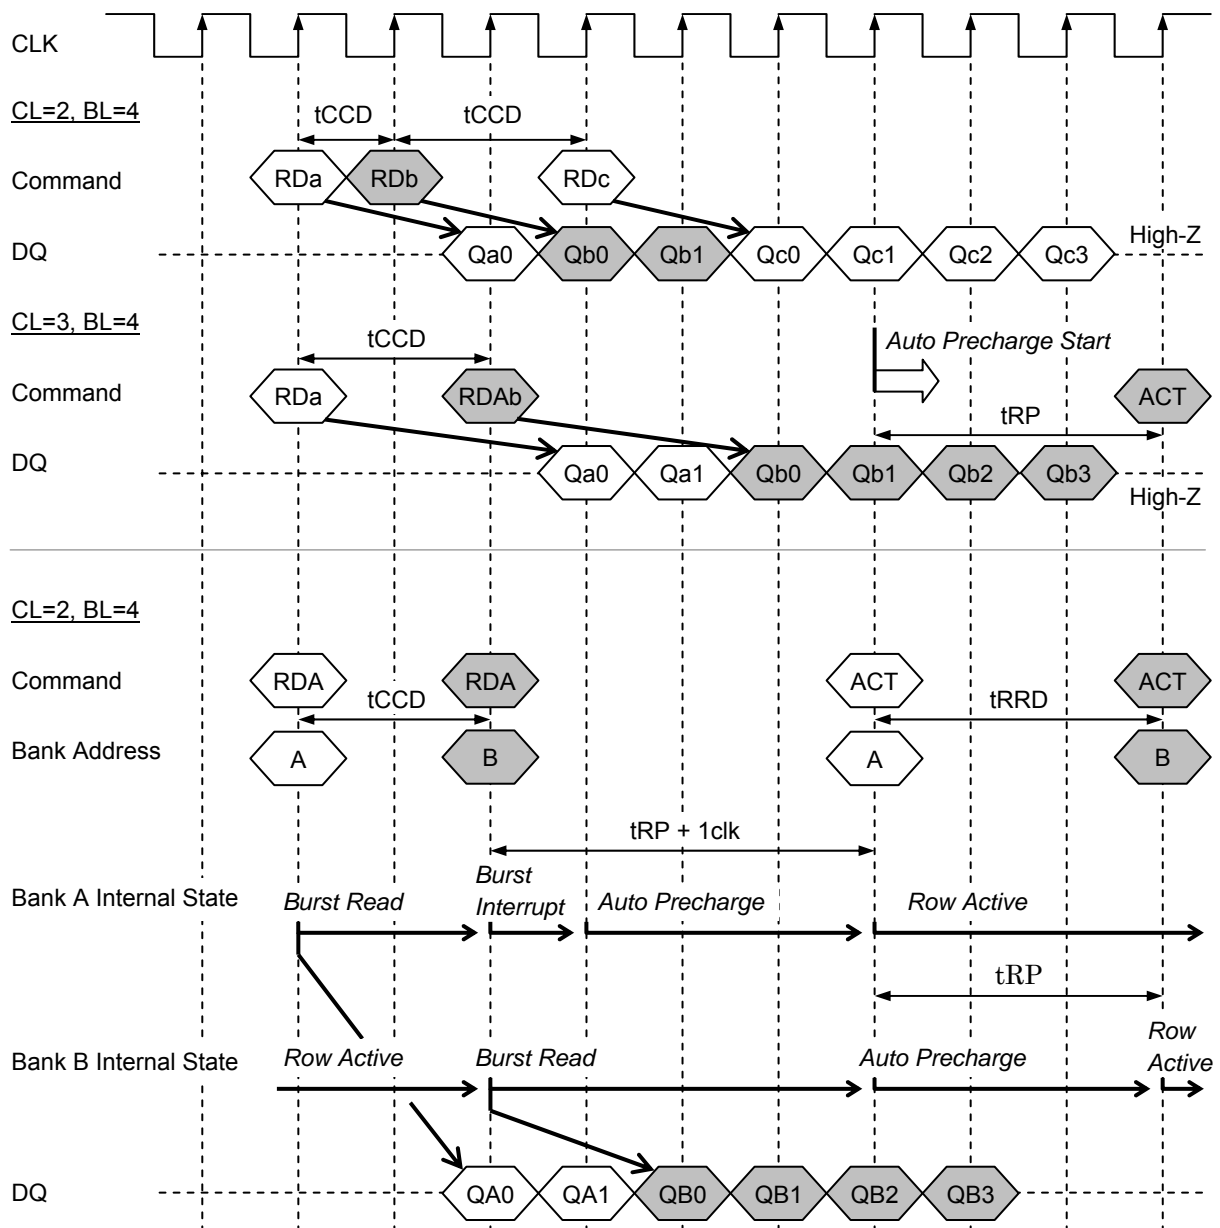 CLK
CL=2, BL=4
tCCD tCCD
Command RDa RDb RDc
DQ Qa0 Qb0 Qb1 Qc0 Qc1 Qc2 Qc3 High-Z
CL=3, BL=4
tCCD Auto Precharge Start
Command RDa RDAb ACT
tRP
DQ Qa0 Qa1 Qb0 Qb1 Qb2 Qb3 High-Z
CL=2, BL=4
Command RDA RDA ACT ACT
tCCD tRRD
Bank Address A B A B
tRP + 1clk
Bank A Internal State Burst Read Burst Interrupt Auto Precharge Row Active
tRP
Bank B Internal State Row Active Burst Read Auto Precharge Row Active
DQ QA0 QA1 QB0 QB1 QB2 QB3